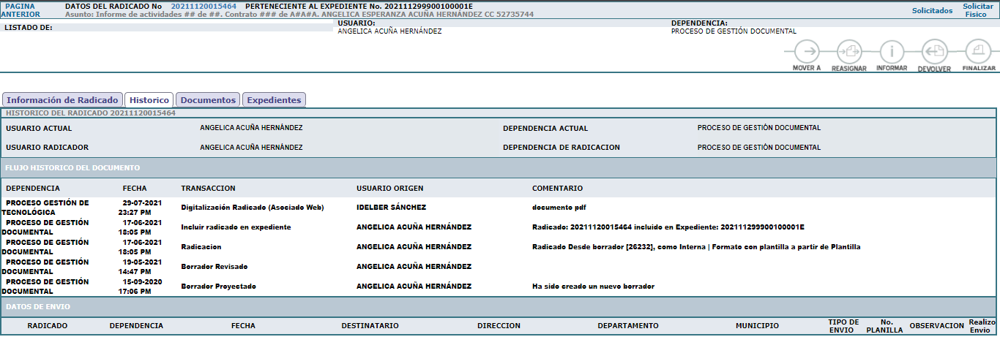 PAGINA ANTERIOR
DATOS DEL RADICADO No 20211120015464 PERTENECIENTE AL EXPEDIENTE No. 202111299900100001E
Asunto: Informe de actividades ## de ##. Contrato ### de A#A#A. ANGELICA ESPERANZA ACUÑA HERNÁNDEZ CC 52735744
Solicitados
Solicitar Fisico
LISTADO DE:
USUARIO:
ANGELICA ACUÑA HERNÁNDEZ
DEPENDENCIA:
PROCESO DE GESTIÓN DOCUMENTAL
MOVER A REASIGNAR INFORMAR DEVOLVER FINALIZAR
Información de Radicado Historico Documentos Expedientes
HISTORICO DEL RADICADO 20211120015464
USUARIO ACTUAL ANGELICA ACUÑA HERNÁNDEZ DEPENDENCIA ACTUAL PROCESO DE GESTIÓN DOCUMENTAL
USUARIO RADICADOR ANGELICA ACUÑA HERNÁNDEZ DEPENDENCIA DE RADICACION PROCESO DE GESTIÓN DOCUMENTAL
FLUJO HISTORICO DEL DOCUMENTO
DEPENDENCIA FECHA TRANSACCION USUARIO ORIGEN COMENTARIO
PROCESO GESTIÓN DE TECNOLÓGICA 29-07-2021 23:27 PM Digitalización Radicado (Asociado Web) IDELBER SÁNCHEZ documento pdf
PROCESO DE GESTIÓN DOCUMENTAL 17-06-2021 18:05 PM Incluir radicado en expediente ANGELICA ACUÑA HERNÁNDEZ Radicado: 20211120015464 incluido en Expediente: 202111299900100001E
PROCESO DE GESTIÓN DOCUMENTAL 17-06-2021 18:05 PM Radicacion ANGELICA ACUÑA HERNÁNDEZ Radicado Desde borrador [26232], como Interna | Formato con plantilla a partir de Plantilla
PROCESO DE GESTIÓN DOCUMENTAL 19-05-2021 14:47 PM Borrador Revisado ANGELICA ACUÑA HERNÁNDEZ
PROCESO DE GESTIÓN DOCUMENTAL 15-09-2020 17:06 PM Borrador Proyectado ANGELICA ACUÑA HERNÁNDEZ Ha sido creado un nuevo borrador
DATOS DE ENVIO
RADICADO DEPENDENCIA FECHA DESTINATARIO DIRECCION DEPARTAMENTO MUNICIPIO TIPO DE ENVIO No. PLANILLA OBSERVACION Realizo Envio